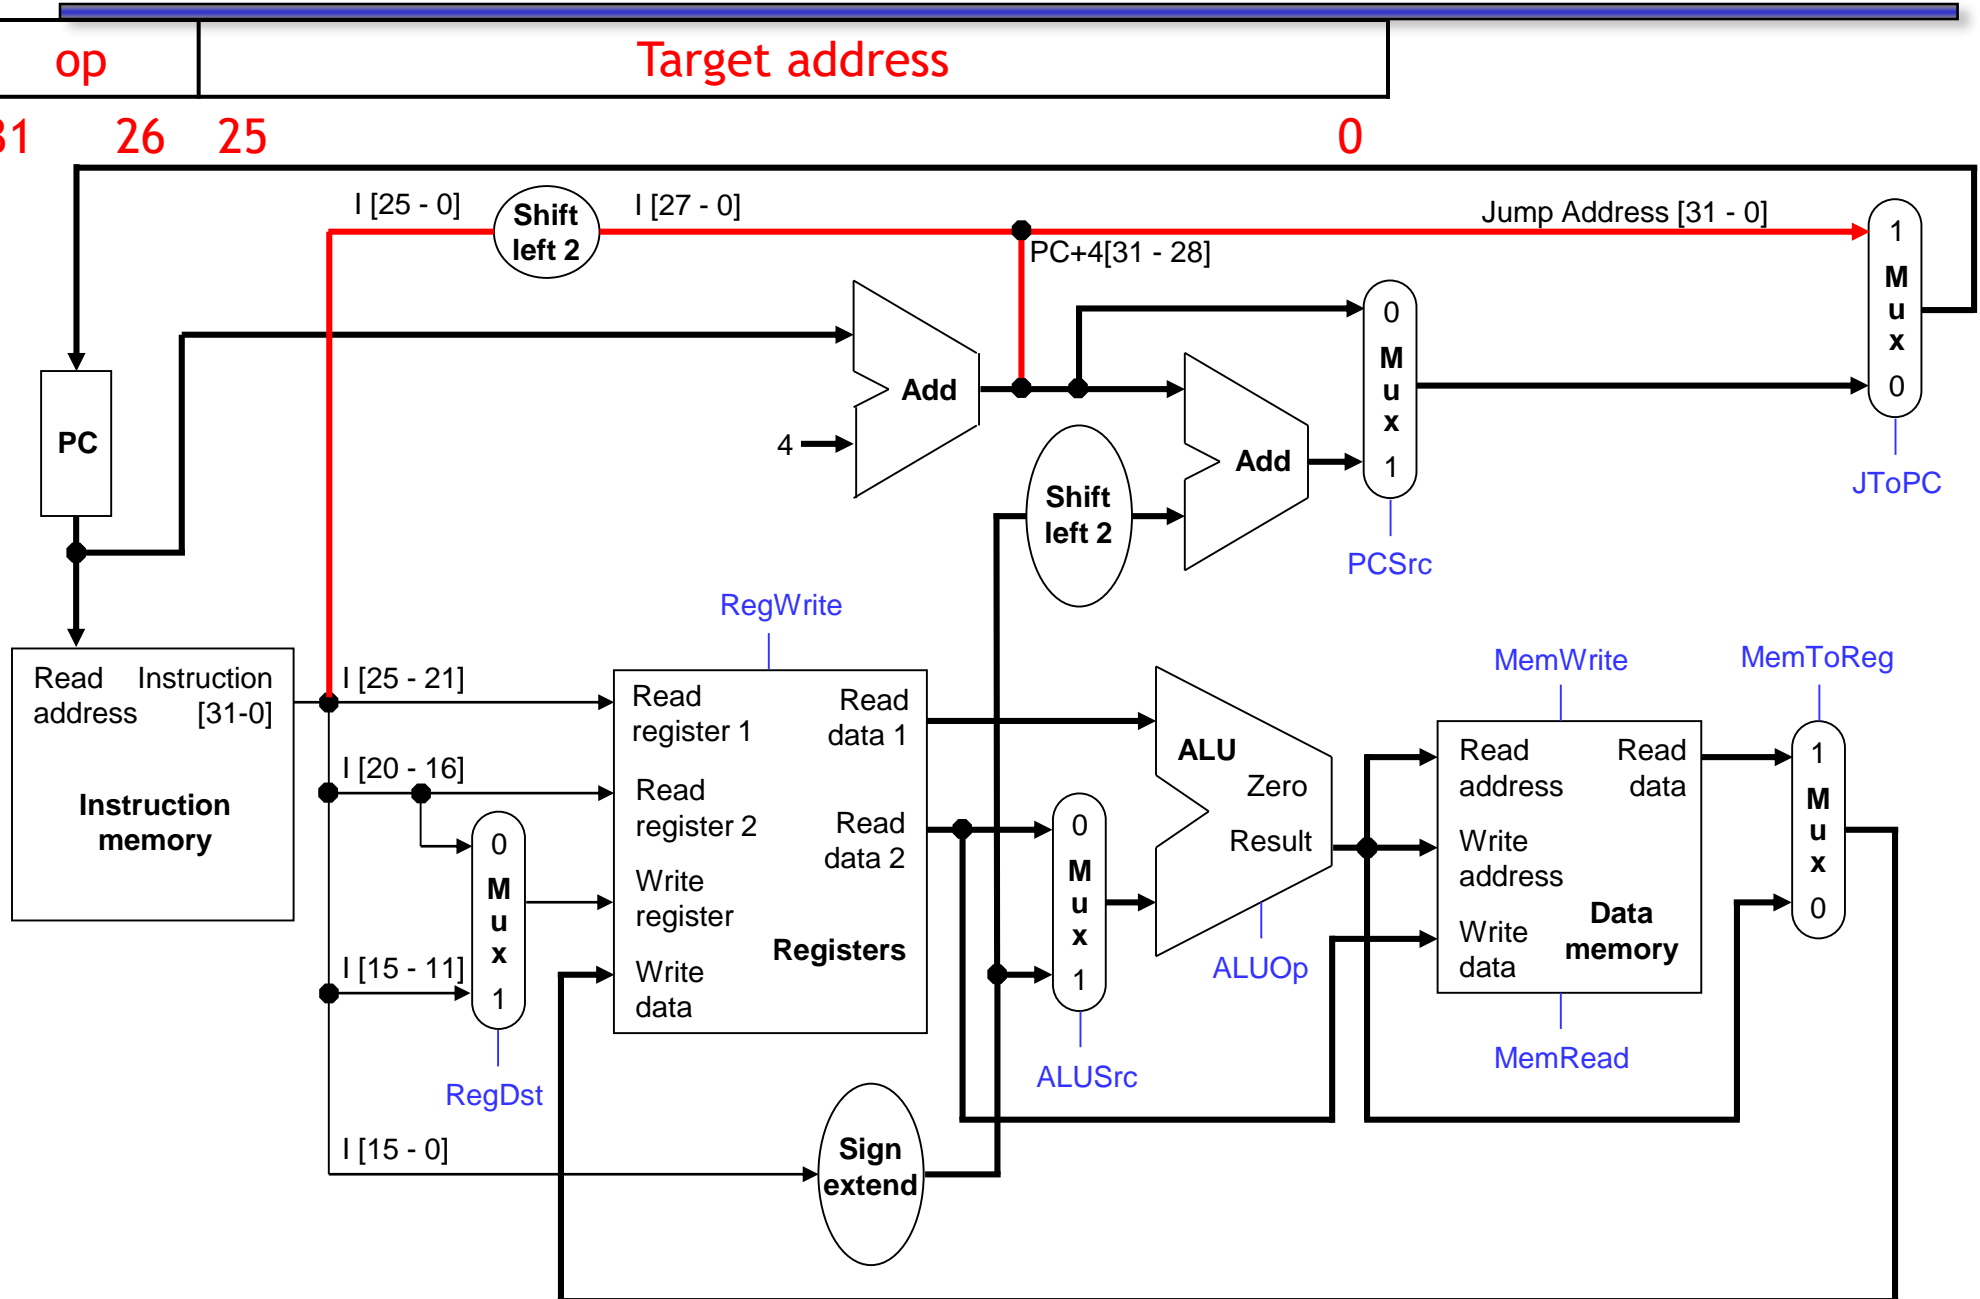 op
Target address
31
26
25
0
I [25 - 0]
Shift
left 2
I [27 - 0]
Jump Address [31 - 0]
PC+4[31 - 28]
1
M
u
x
0
JToPC
0
M
u
x
1
PCSrc
Add
4
Add
Shift
left 2
PC
RegWrite
Read
address
Instruction
[31-0]
Instruction
memory
I [25 - 21]
I [20 - 16]
I [15 - 11]
I [15 - 0]
0
M
u
x
1
RegDst
Read
register 1
Read
data 1
Read
register 2
Read
data 2
Write
register
Write
data
Registers
Sign
extend
0
M
u
x
1
ALUSrc
ALU
Zero
Result
ALUOp
MemWrite
Read
address
Read
data
Write
address
Write
data
Data
memory
MemRead
MemToReg
1
M
u
x
0